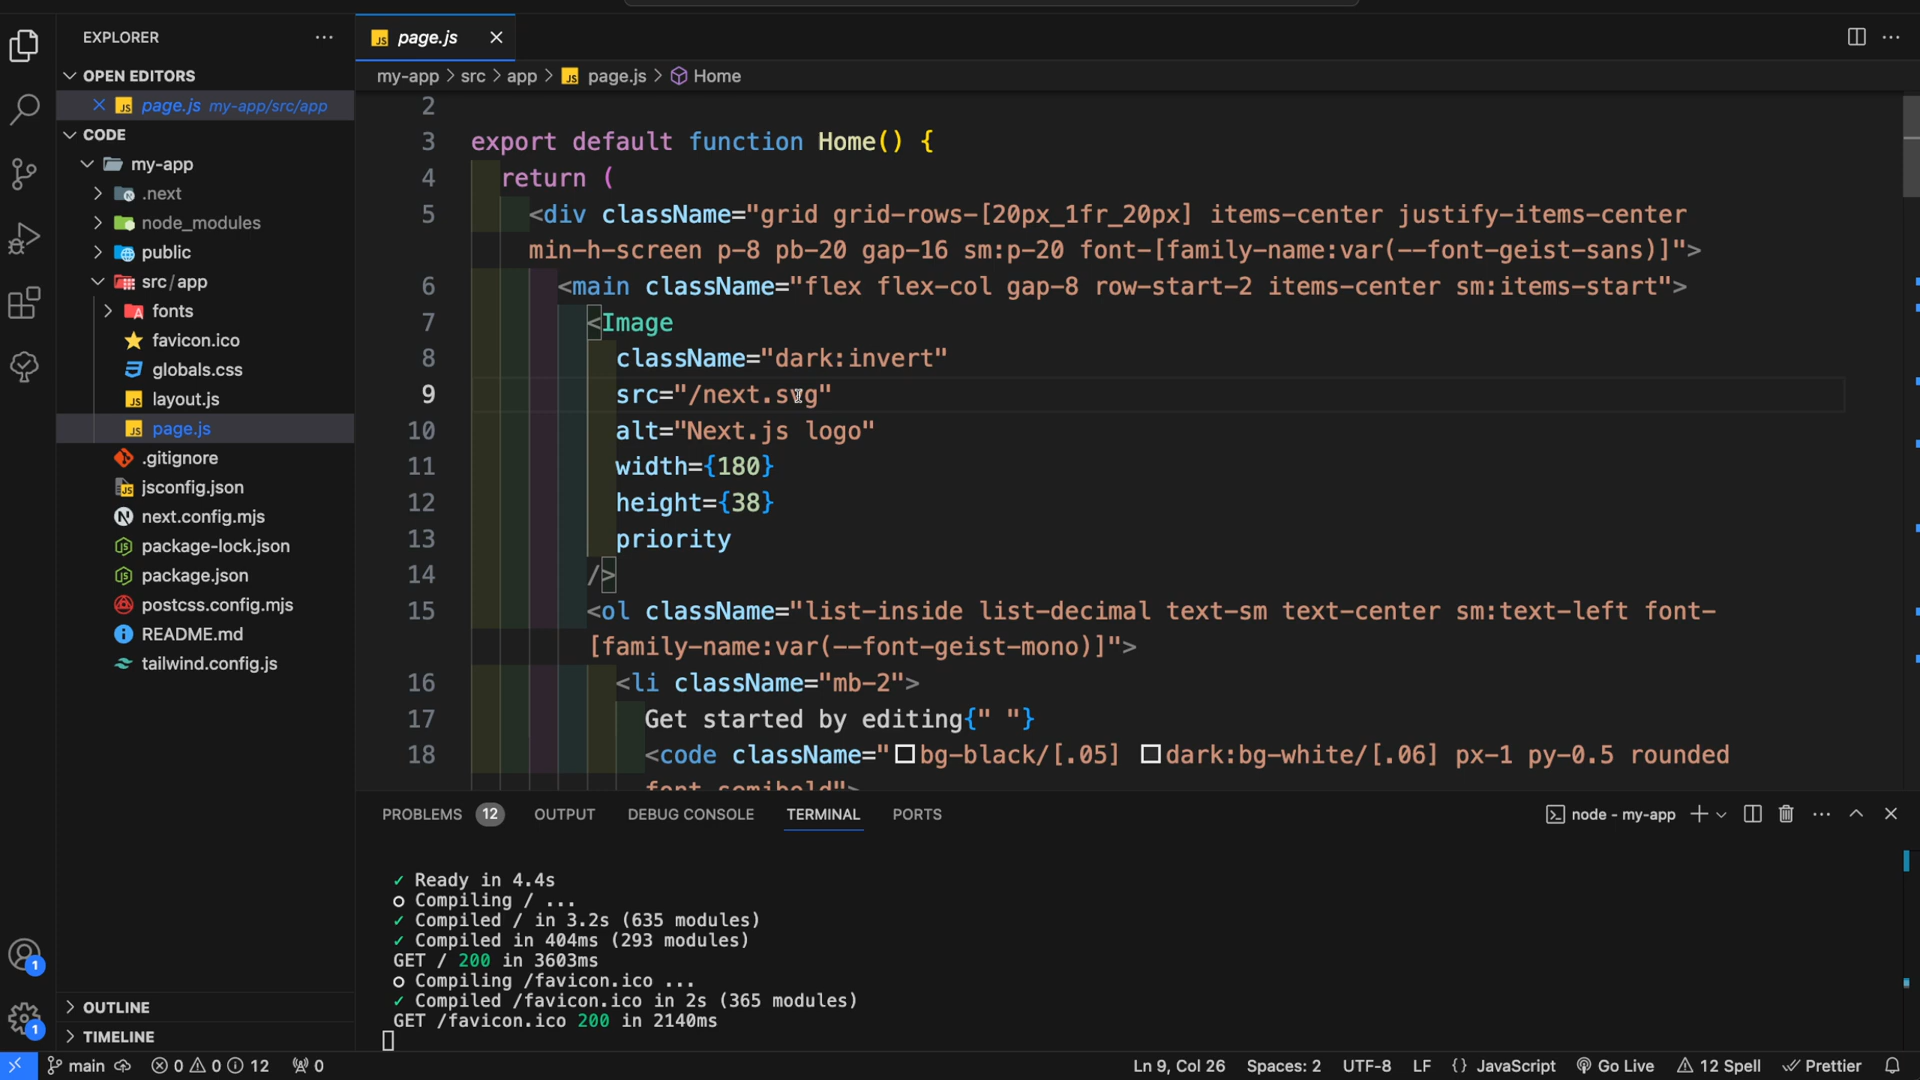 EXPLORER
OPEN EDITORS
page.js my-app/src/app
CODE
my-app
.next
node_modules
public
src/app
fonts
favicon.ico
globals.css
layout.js
page.js
.gitignore
jsconfig.json
next.config.mjs
package-lock.json
package.json
postcss.config.mjs
README.md
tailwind.config.js
OUTLINE
TIMELINE
page.js
my-app > src > app > page.js > Home
2
3 export default function Home() {
4 return (
5 <div className="grid grid-rows-[20px_1fr_20px] items-center justify-items-center
min-h-screen p-8 pb-20 gap-16 sm:p-20 font-[family-name:var(--font-geist-sans)]">
6 <main className="flex flex-col gap-8 row-start-2 items-center sm:items-start">
7 <Image
8 className="dark:invert"
9 src="/next.svg"
10 alt="Next.js logo"
11 width={180}
12 height={38}
13 priority
14 />
15 <ol className="list-inside list-decimal text-sm text-center sm:text-left font-
[family-name:var(--font-geist-mono)]">
16 <li className="mb-2">
17 Get started by editing{" "}
18 <code className="bg-black/[.05] dark:bg-white/[.06] px-1 py-0.5 rounded
font-semibold">
PROBLEMS 12 OUTPUT DEBUG CONSOLE TERMINAL PORTS
node - my-app
✓ Ready in 4.4s
○ Compiling / ...
✓ Compiled / in 3.2s (635 modules)
✓ Compiled in 404ms (293 modules)
GET / 200 in 3603ms
○ Compiling /favicon.ico ...
✓ Compiled /favicon.ico in 2s (365 modules)
GET /favicon.ico 200 in 2140ms
1
1
main 0 0 12 0 Ln 9, Col 26 Spaces: 2 UTF-8 LF {} JavaScript Go Live 12 Spell Prettier